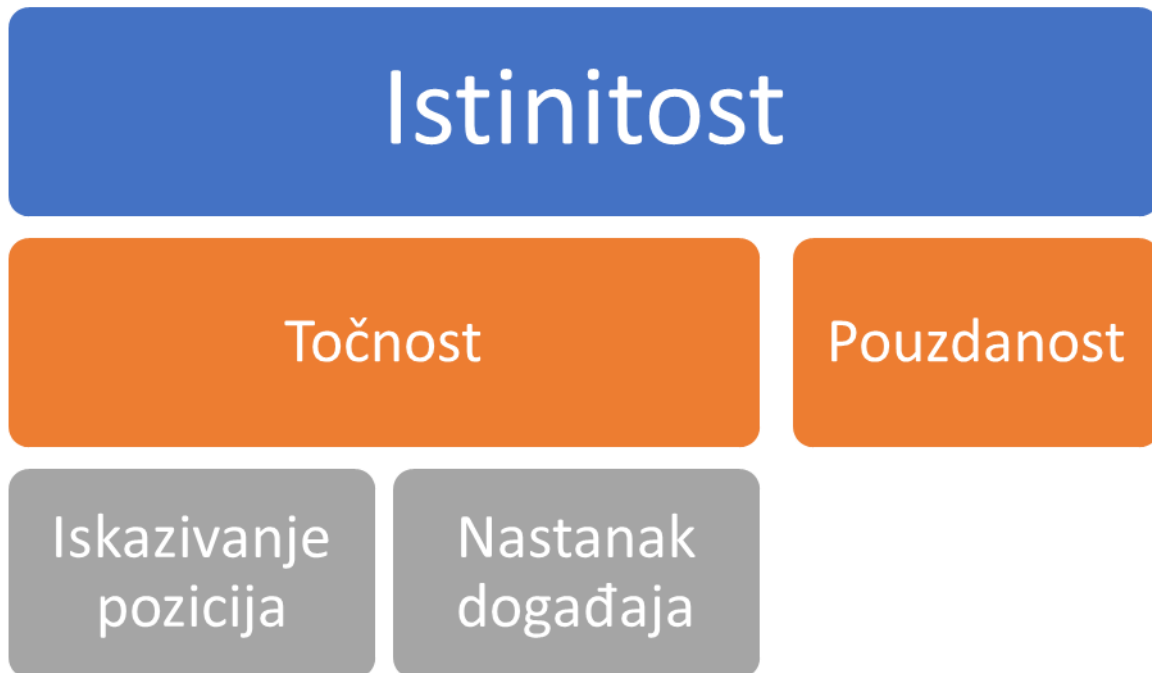 Istinitost
Točnost
Pouzdanost
Iskazivanje
pozicija
Nastanak
događaja